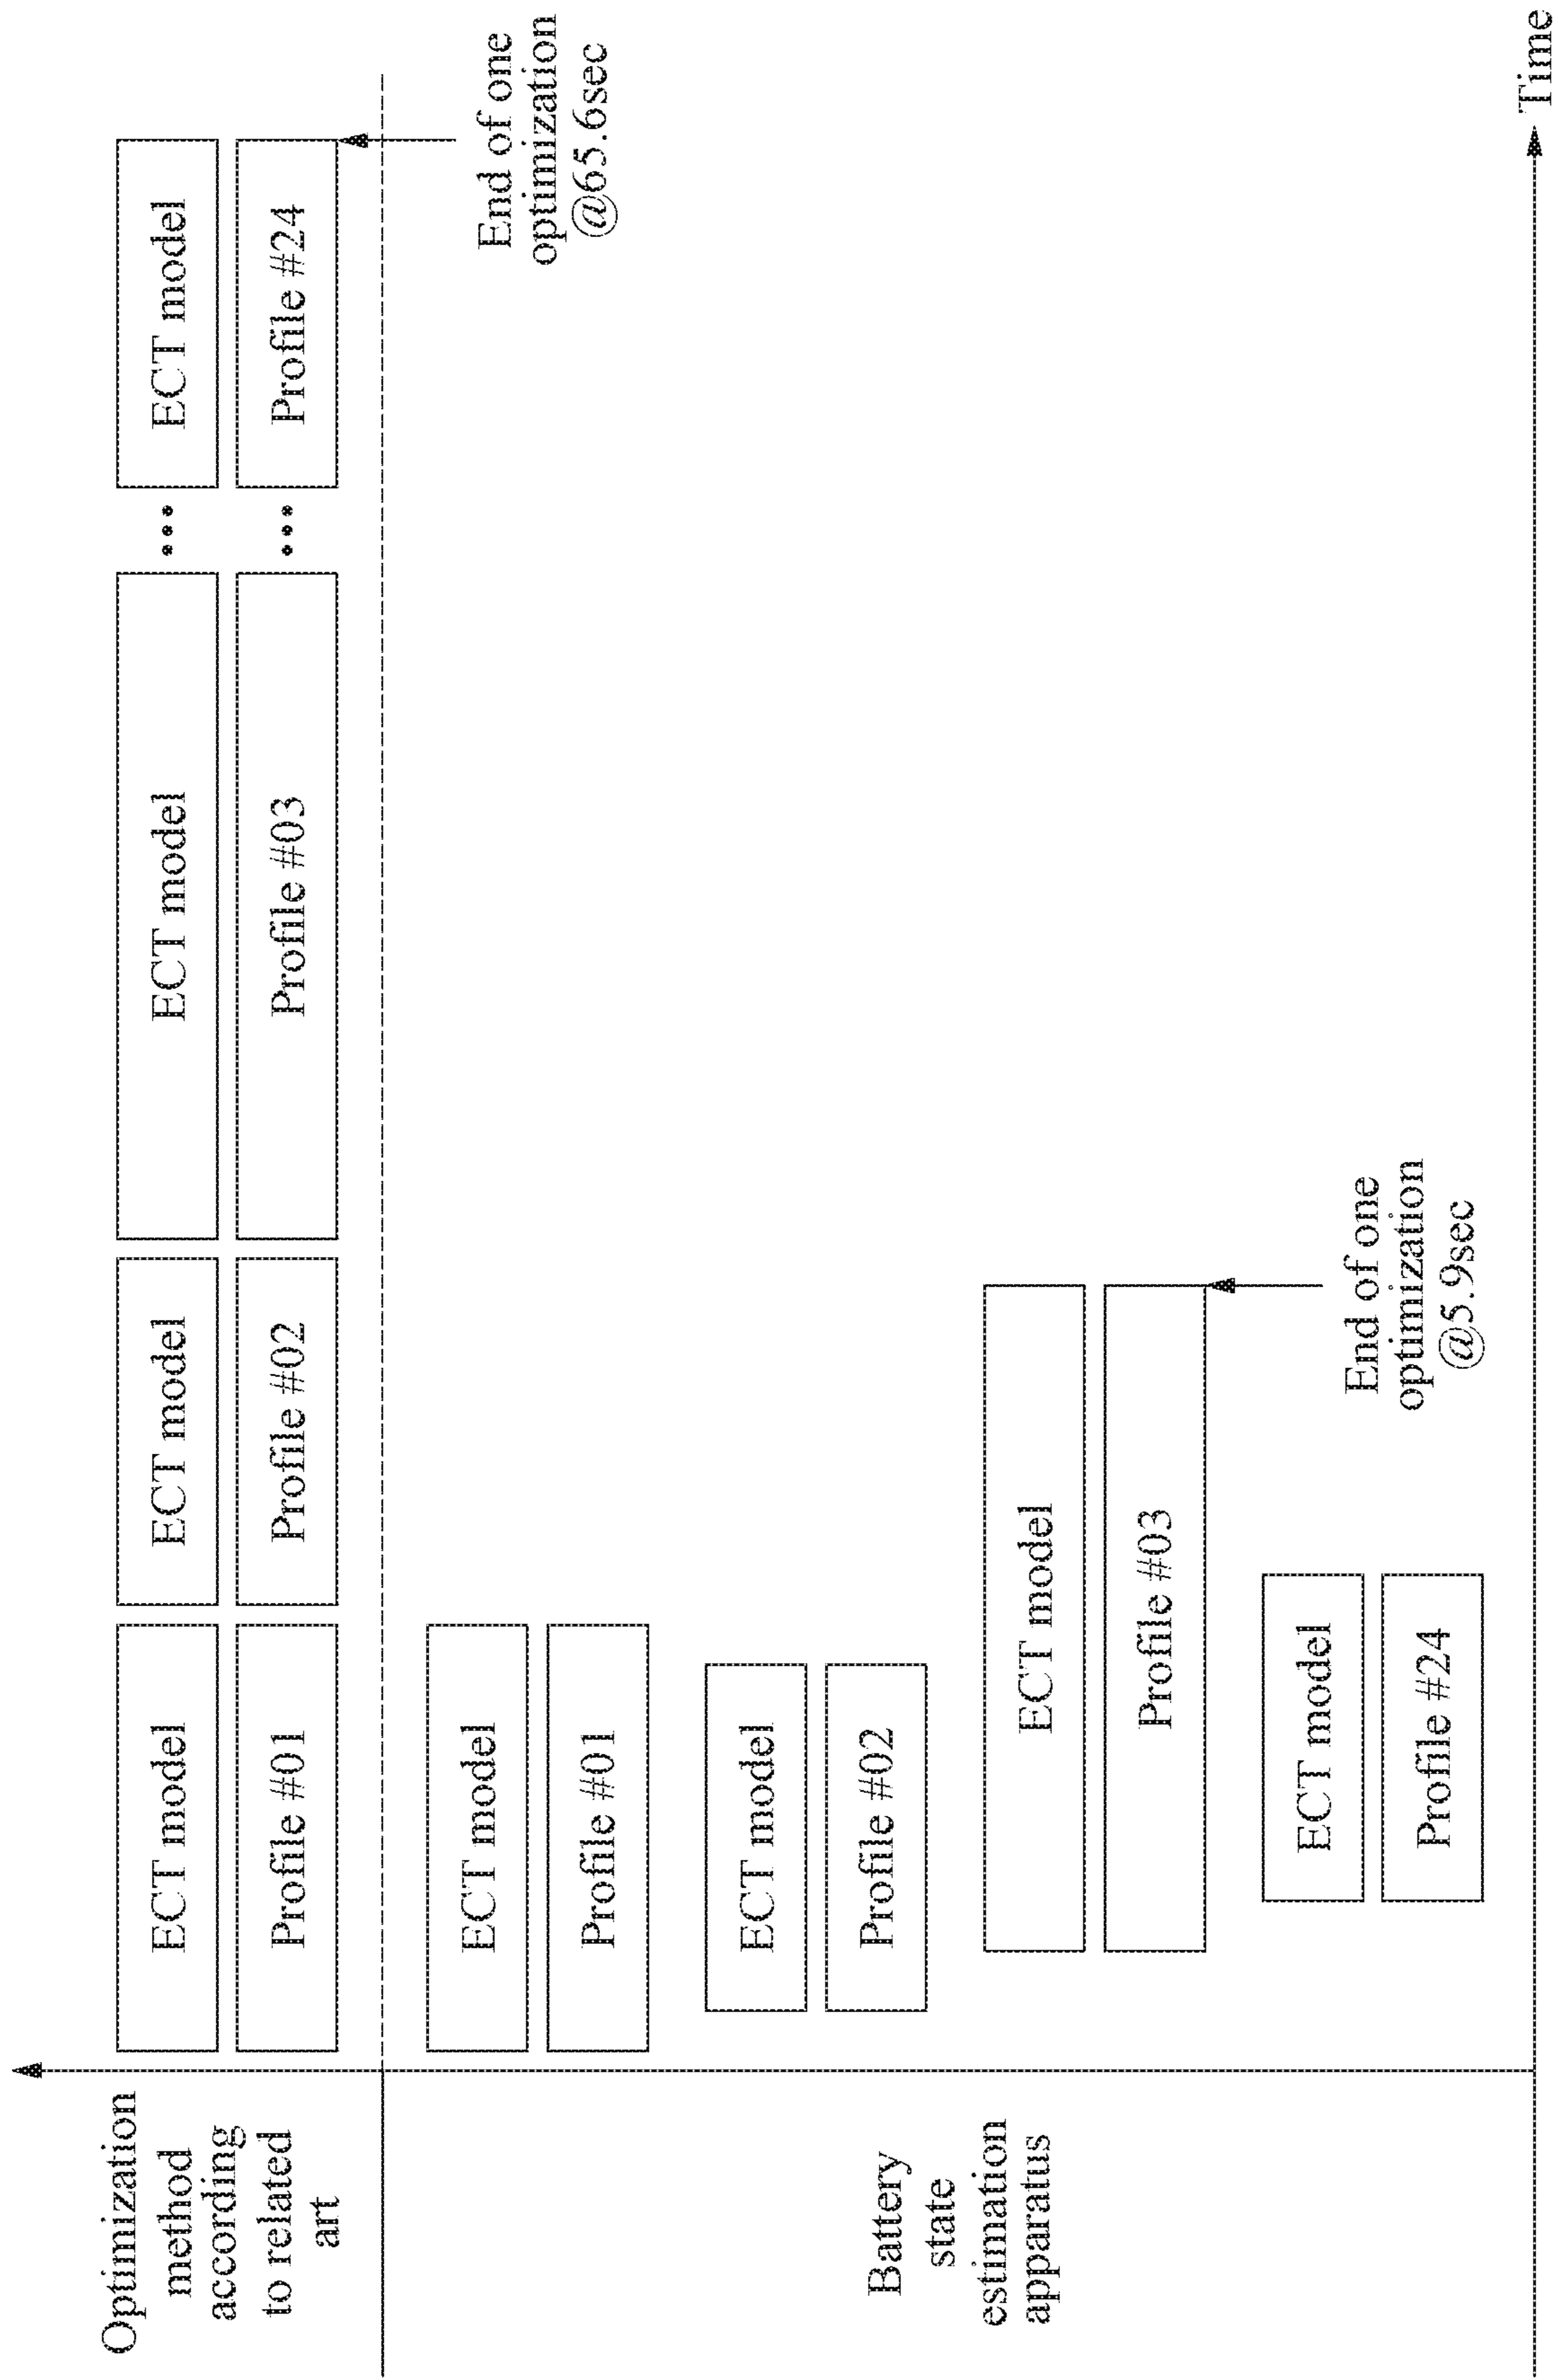 Optimization
method
according
to related
art
ECT model
Profile #01
ECT model
Profile #02
ECT model
Profile #03
...
...
ECT model
Profile #24
End of one
optimization
@65.6sec
Battery
state
estimation
apparatus
ECT model
Profile #01
ECT model
Profile #02
ECT model
Profile #03
End of one
optimization
@5.9sec
ECT model
Profile #24
Time